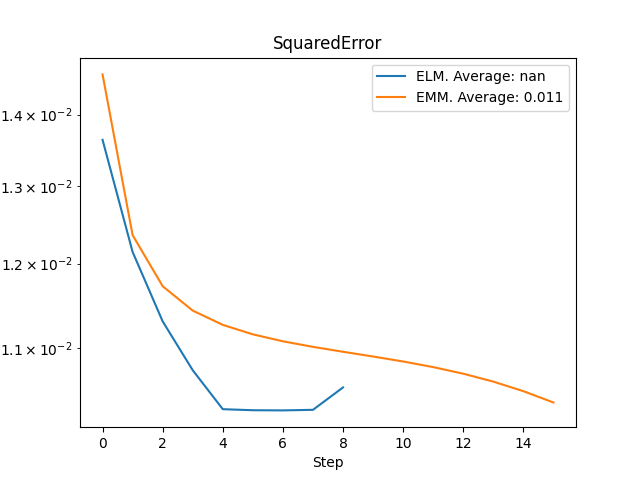 SquaredError
ELM. Average: nan
EMM. Average: 0.011
1.4 × 10⁻²
1.3 × 10⁻²
1.2 × 10⁻²
1.1 × 10⁻²
0 2 4 6 8 10 12 14
Step